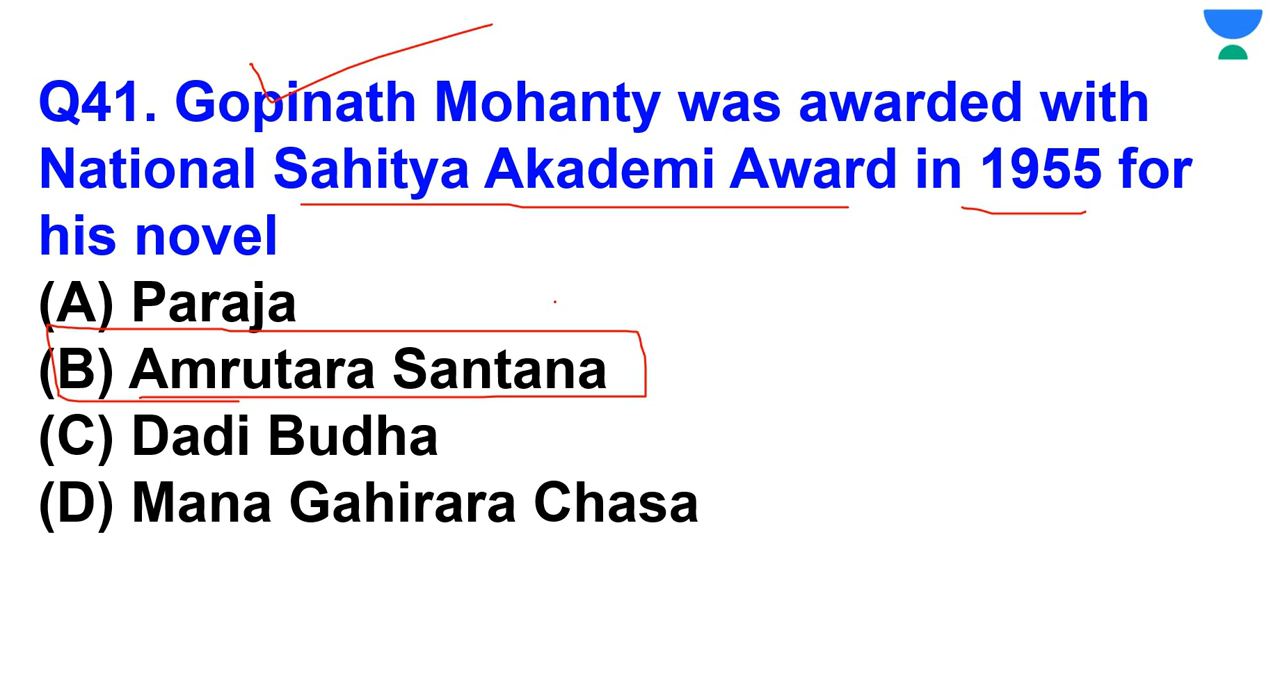 Q41. Gopinath Mohanty was awarded with
National Sahitya Akademi Award in 1955 for
his novel
(A) Paraja
(B) Amrutara Santana
(C) Dadi Budha
(D) Mana Gahirara Chasa